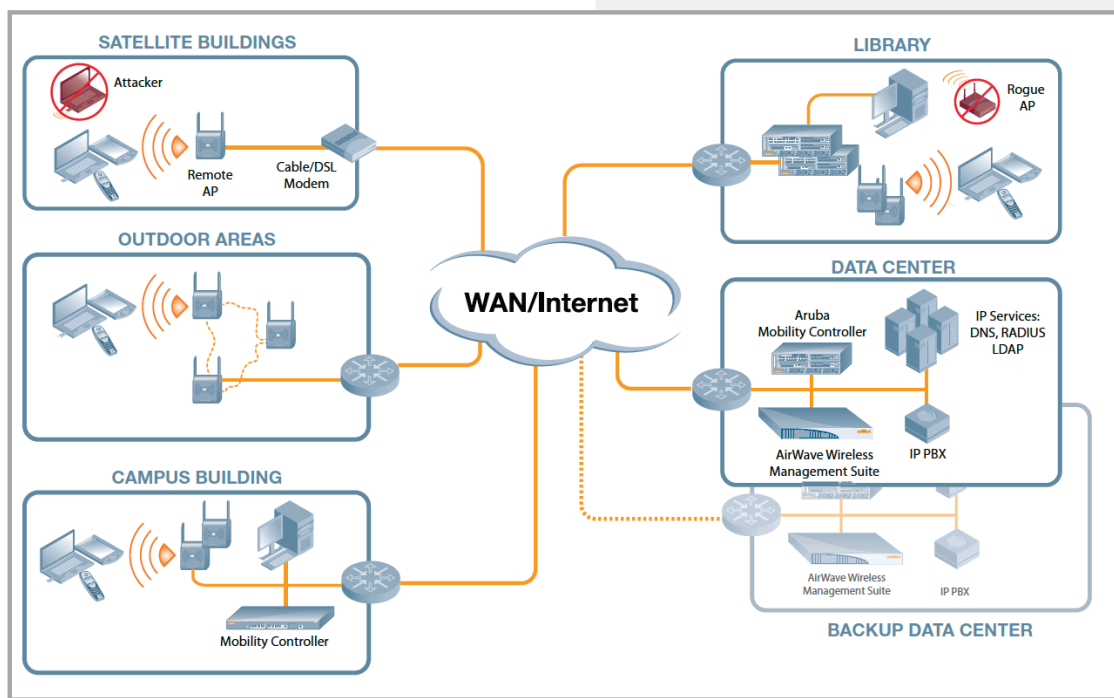 SATELLITE BUILDINGS
Attacker
Remote
AP
Cable/DSL
Modem
OUTDOOR AREAS
CAMPUS BUILDING
Mobility Controller
WAN/Internet
LIBRARY
Rogue
AP
DATA CENTER
Aruba
Mobility Controller
IP Services:
DNS, RADIUS
LDAP
AirWave Wireless
Management Suite
IP PBX
AirWave Wireless
Management Suite
IP PBX
BACKUP DATA CENTER